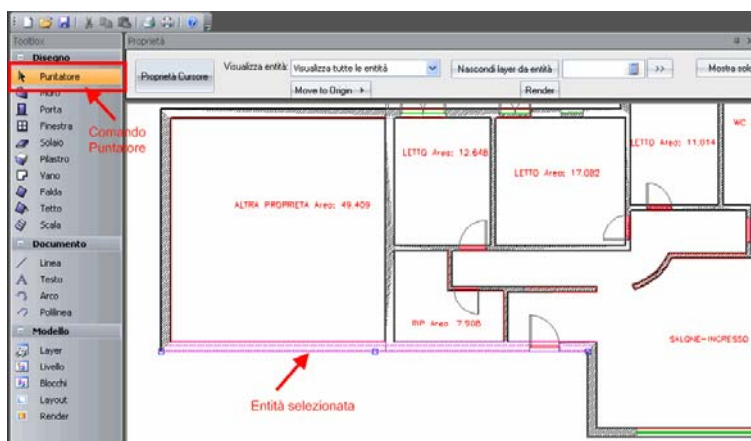 Toolbox
Disegno
Puntatore
Muro
Porta
Finestra
Solaio
Pilastro
Vano
Falda
Tetto
Scala
Documento
Linea
Testo
Arco
Polilinea
Modello
Layer
Livello
Blocchi
Layout
Render
Comando
Puntatore
Proprietà
Proprietà Cursore
Visualizza entità:
Visualizza tutte le entità
Nascondi layer da entità
>>
Mostra solo
Move to Origin
Render
LETTO Area: 12.648
LETTO Area: 17.082
LETTO Area: 11.014
WC
ALTRA PROPRIETA Area: 49.409
RIP Area: 7.908
SALONE-INGRESSO
Entità selezionata